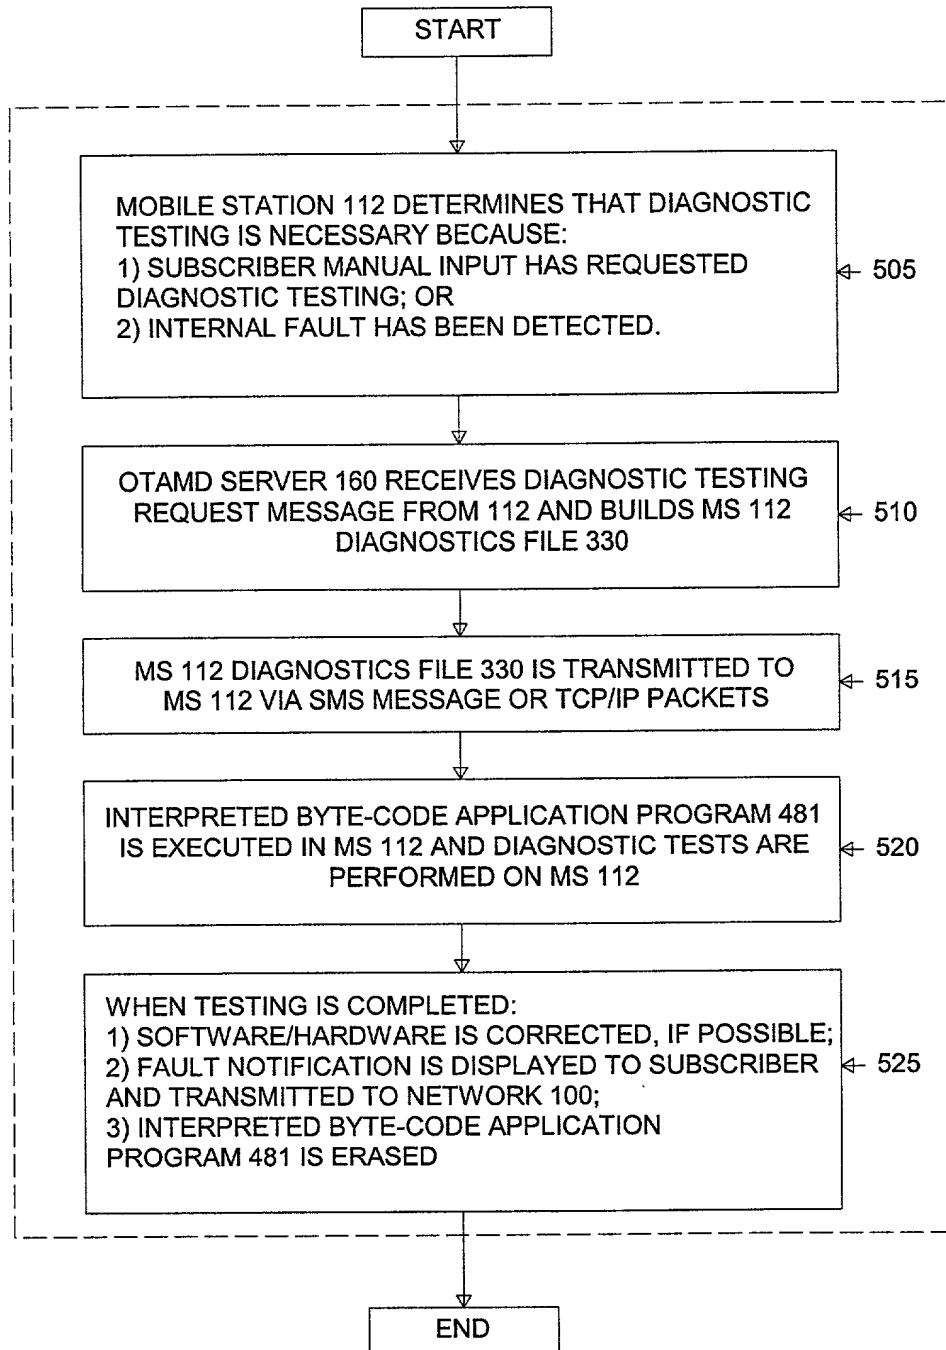 START
MOBILE STATION 112 DETERMINES THAT DIAGNOSTIC
TESTING IS NECESSARY BECAUSE:
1) SUBSCRIBER MANUAL INPUT HAS REQUESTED
DIAGNOSTIC TESTING; OR
2) INTERNAL FAULT HAS BEEN DETECTED.
505
OTAMD SERVER 160 RECEIVES DIAGNOSTIC TESTING
REQUEST MESSAGE FROM 112 AND BUILDS MS 112
DIAGNOSTICS FILE 330
510
MS 112 DIAGNOSTICS FILE 330 IS TRANSMITTED TO
MS 112 VIA SMS MESSAGE OR TCP/IP PACKETS
515
INTERPRETED BYTE-CODE APPLICATION PROGRAM 481
IS EXECUTED IN MS 112 AND DIAGNOSTIC TESTS ARE
PERFORMED ON MS 112
520
WHEN TESTING IS COMPLETED:
1) SOFTWARE/HARDWARE IS CORRECTED, IF POSSIBLE;
2) FAULT NOTIFICATION IS DISPLAYED TO SUBSCRIBER
AND TRANSMITTED TO NETWORK 100;
3) INTERPRETED BYTE-CODE APPLICATION
PROGRAM 481 IS ERASED
525
END